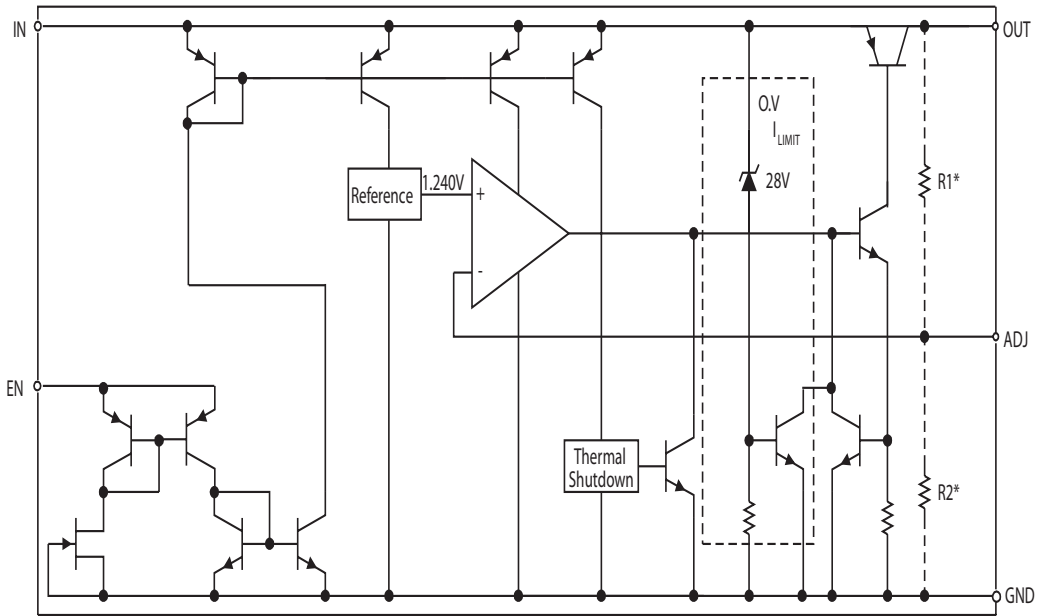 IN
OUT
O.V
I LIMIT
28V
R1*
Reference
1.240V
+
-
ADJ
EN
Thermal
Shutdown
R2*
GND